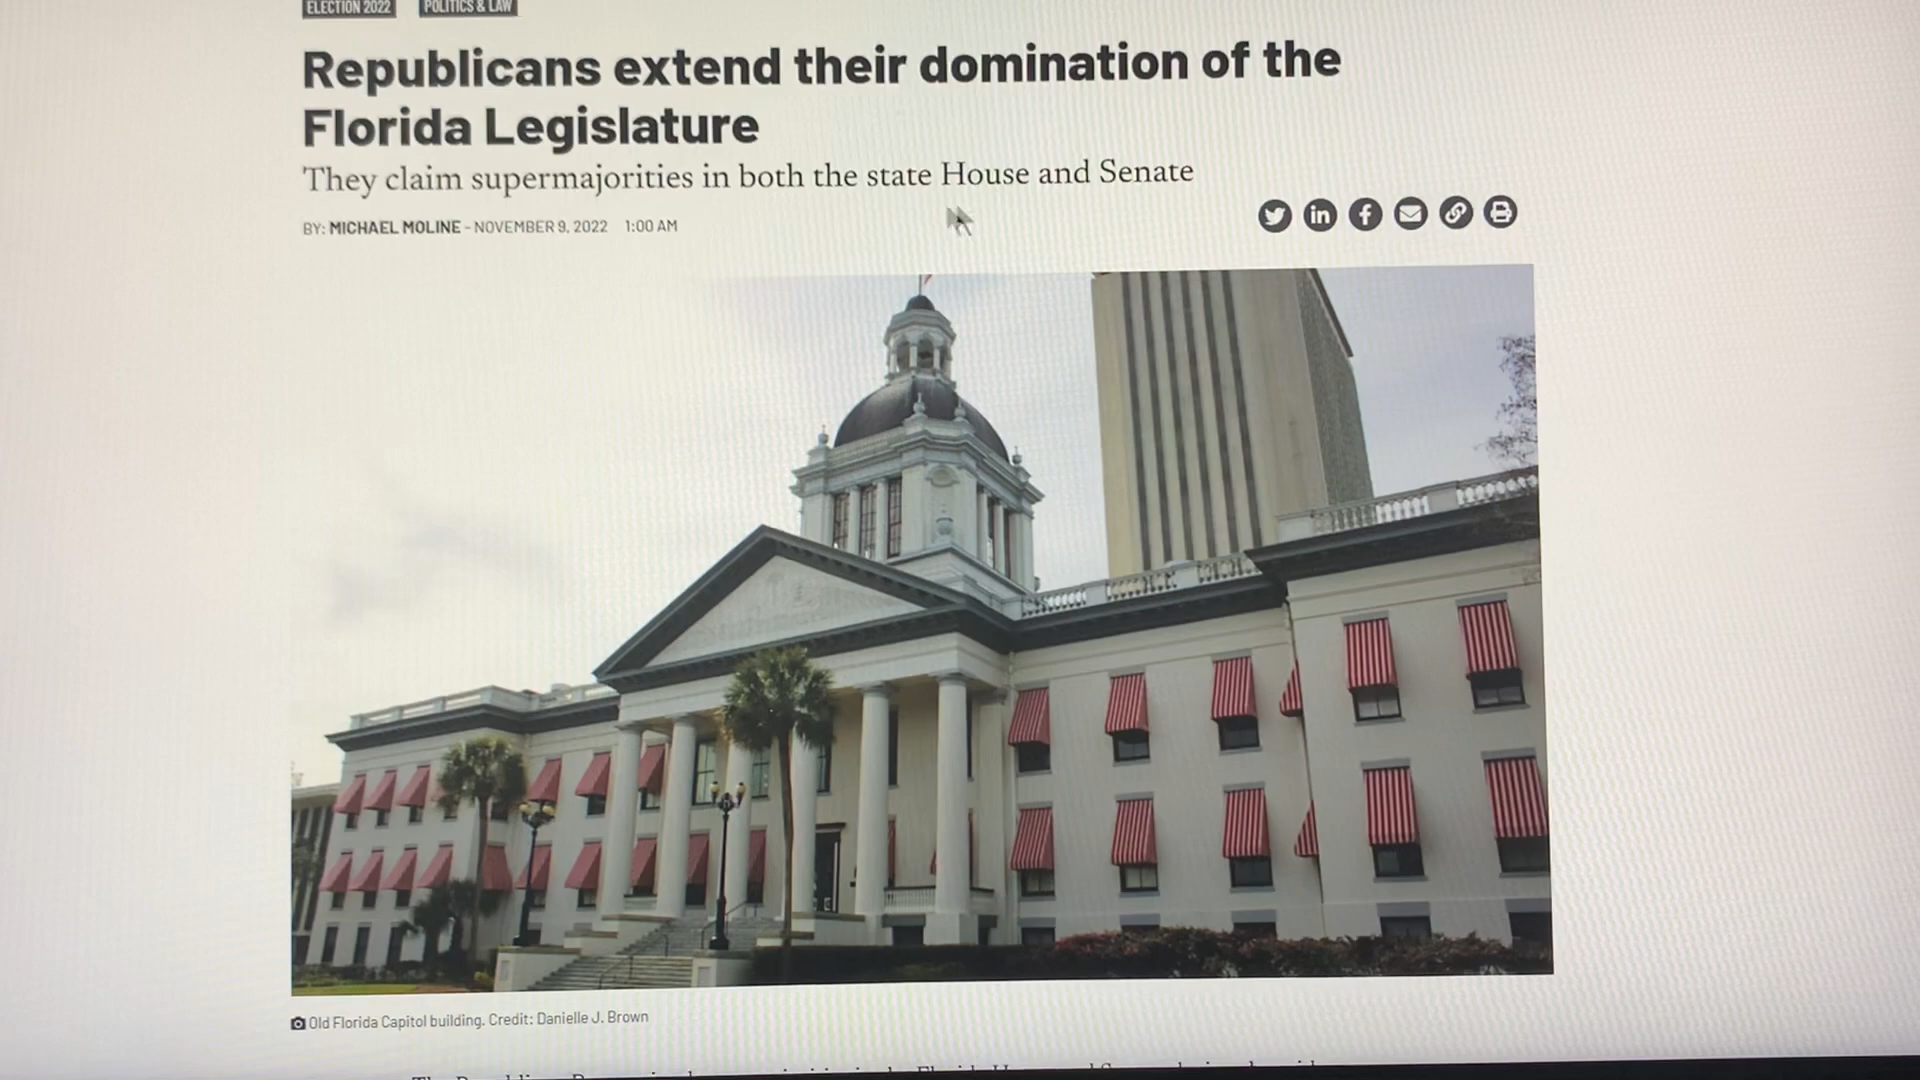 ELECTION 2022 POLITICS & LAW
Republicans extend their domination of the
Florida Legislature
They claim supermajorities in both the state House and Senate
BY: MICHAEL MOLINE - NOVEMBER 9, 2022 1:00 AM
Old Florida Capitol building. Credit: Danielle J. Brown